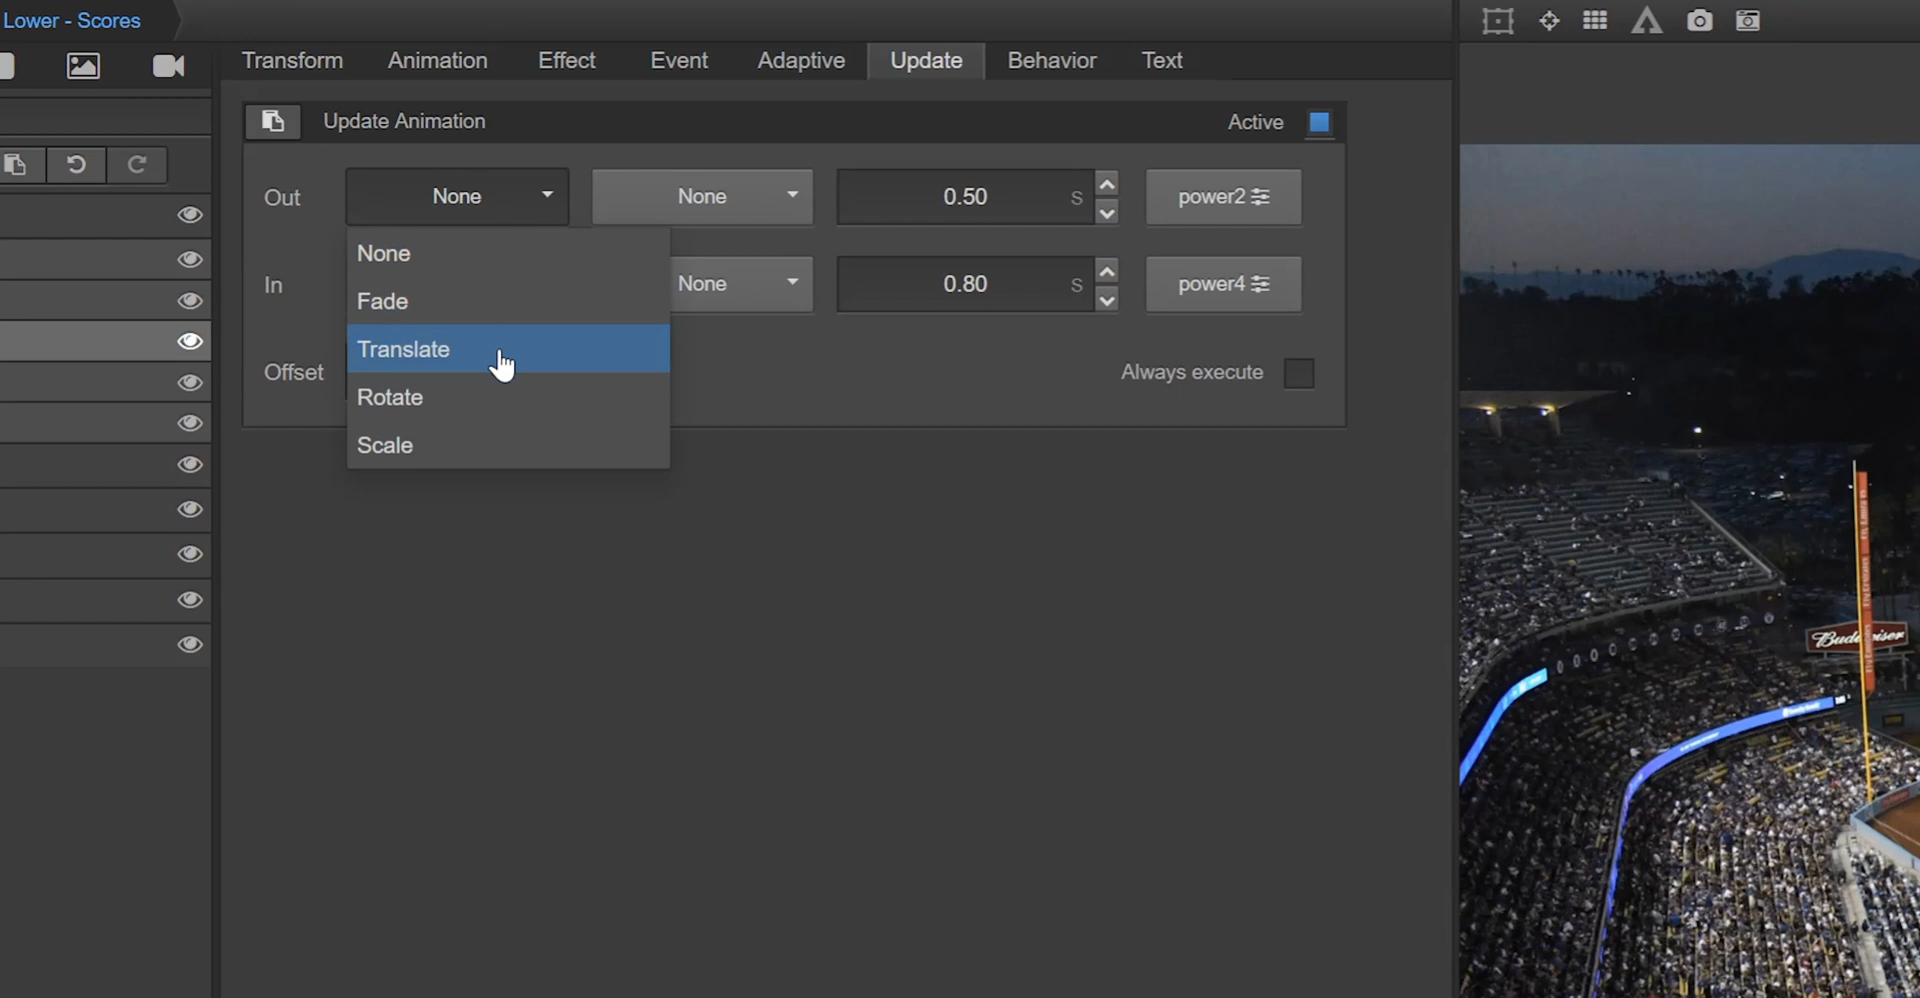 Lower - Scores
Transform Animation Effect Event Adaptive Update Behavior Text
Update Animation Active
Out None None 0.50 s power2
None
Fade
In None 0.80 s power4
Translate
Offset Always execute
Rotate
Scale
Budweiser